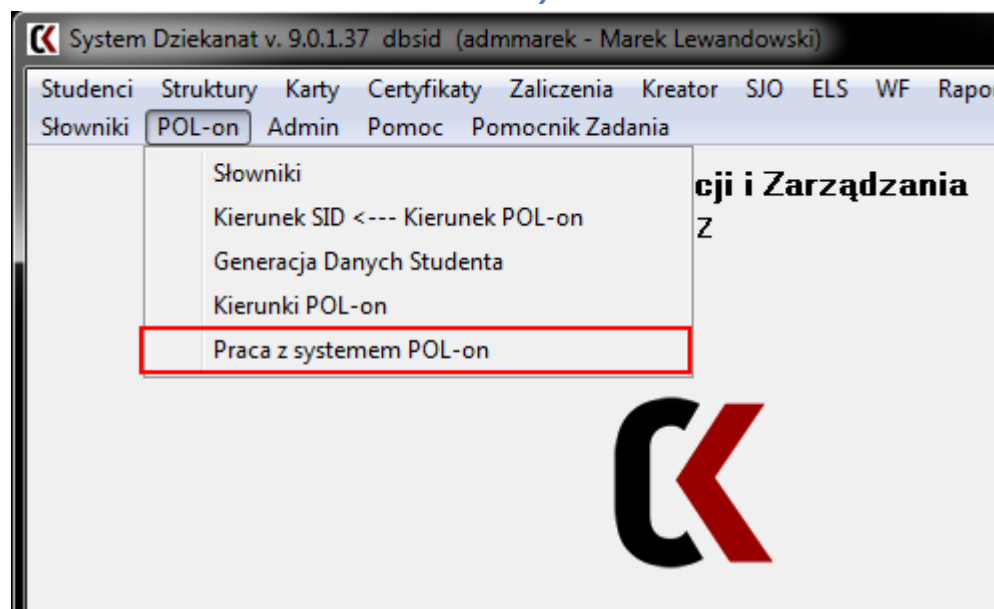 System Dziekanat v. 9.0.1.37 dbsid (admmarek - Marek Lewandowski)
Studenci Struktury Karty Certyfikaty Zaliczenia Kreator SJO ELS WF Rapo
Słowniki POL-on Admin Pomoc Pomocnik Zadania
Słowniki
Kierunek SID <--- Kierunek POL-on
Generacja Danych Studenta
Kierunki POL-on
Praca z systemem POL-on
cji i Zarządzania
Z